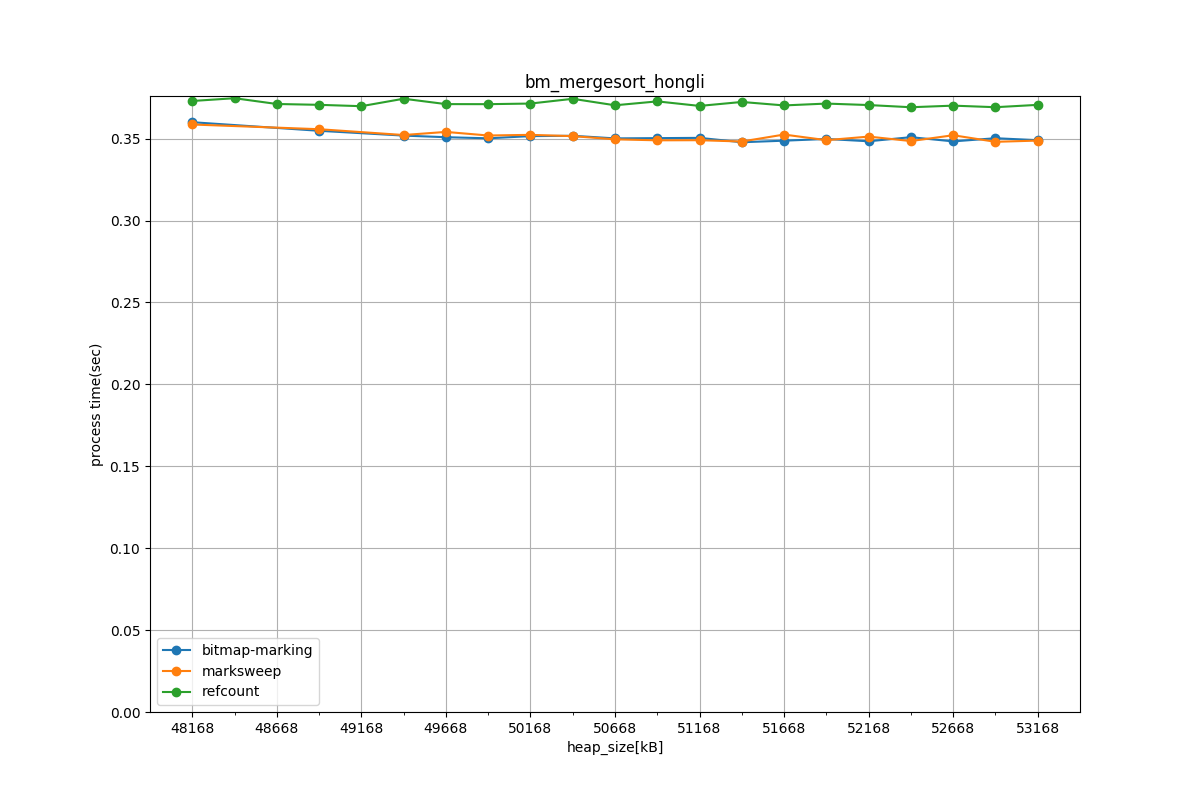 bm_mergesort_hongli
process time(sec)
0.35
0.30
0.25
0.20
0.15
0.10
0.05
0.00
bitmap-marking
marksweep
refcount
48168 48668 49168 49668 50168 50668 51168 51668 52168 52668 53168
heap_size[kB]